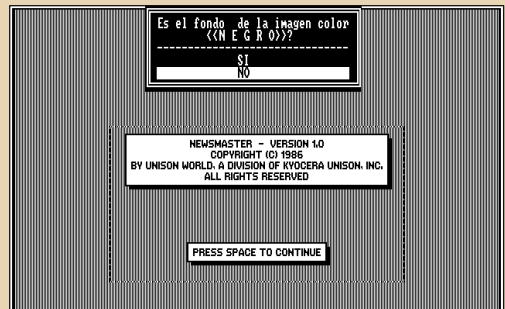 Es el fondo de la imagen color
<<N E G R O>>?
SI
NO
NEWSMASTER - VERSION 1.0
COPYRIGHT (C) 1986
BY UNISON WORLD, A DIVISION OF KYOCERA UNISON, INC.
ALL RIGHTS RESERVED
PRESS SPACE TO CONTINUE